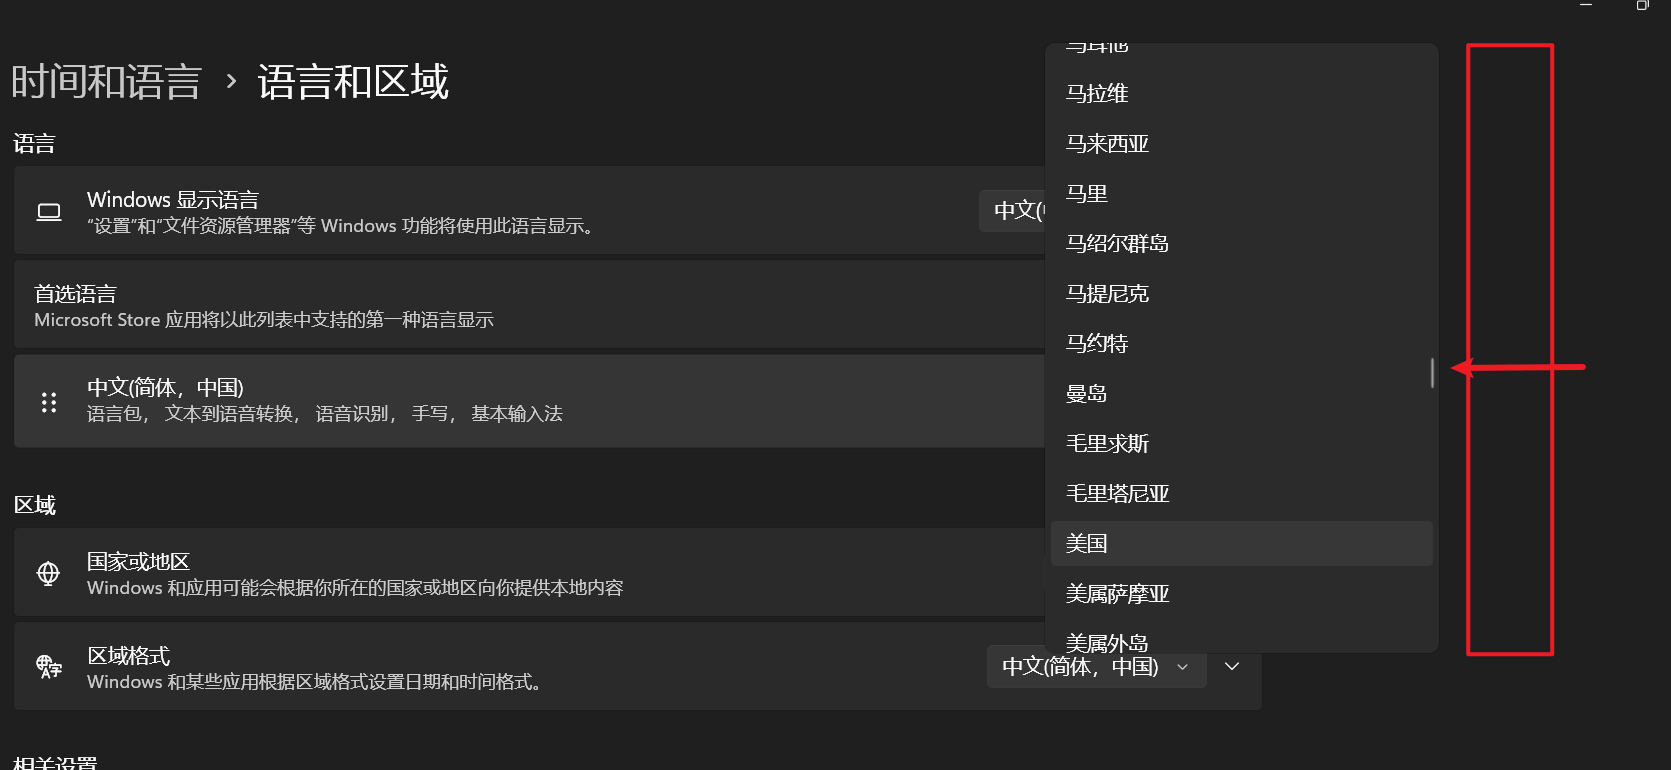 时间和语言 › 语言和区域
语言
Windows 显示语言
“设置”和“文件资源管理器”等 Windows 功能将使用此语言显示。
中文(
首选语言
Microsoft Store 应用将以此列表中支持的第一种语言显示
中文(简体，中国)
语言包， 文本到语音转换， 语音识别， 手写， 基本输入法
区域
国家或地区
Windows 和应用可能会根据你所在的国家或地区向你提供本地内容
区域格式
Windows 和某些应用根据区域格式设置日期和时间格式。
中文(简体，中国)
相关设置
马耳他
马拉维
马来西亚
马里
马绍尔群岛
马提尼克
马约特
曼岛
毛里求斯
毛里塔尼亚
美国
美属萨摩亚
美属外岛